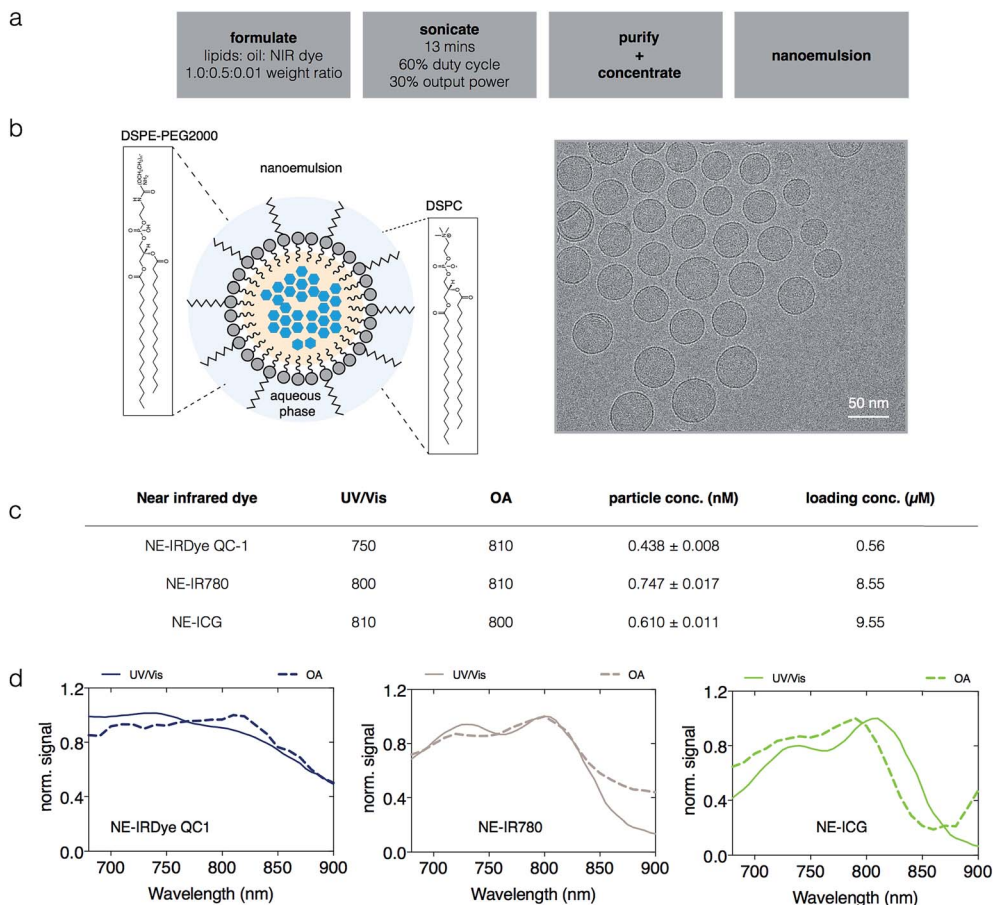 a
formulate
lipids: oil: NIR dye
1.0:0.5:0.01 weight ratio
sonicate
13 mins
60% duty cycle
30% output power
purify
+
concentrate
nanoemulsion
b
DSPE-PEG2000
nanoemulsion
DSPC
aqueous
phase
50 nm
c
Near infrared dye UV/Vis OA particle conc. (nM) loading conc. (µM)
NE-IRDye QC-1 750 810 0.438 ± 0.008 0.56
NE-IR780 800 810 0.747 ± 0.017 8.55
NE-ICG 810 800 0.610 ± 0.011 9.55
d
UV/Vis OA
norm. signal
1.2
0.8
0.4
0.0
NE-IRDye QC1
700 750 800 850 900
Wavelength (nm)
UV/Vis OA
norm. signal
1.2
0.8
0.4
0.0
NE-IR780
700 750 800 850 900
Wavelength (nm)
UV/Vis OA
norm. signal
1.2
0.8
0.4
0.0
NE-ICG
700 750 800 850 900
Wavelength (nm)